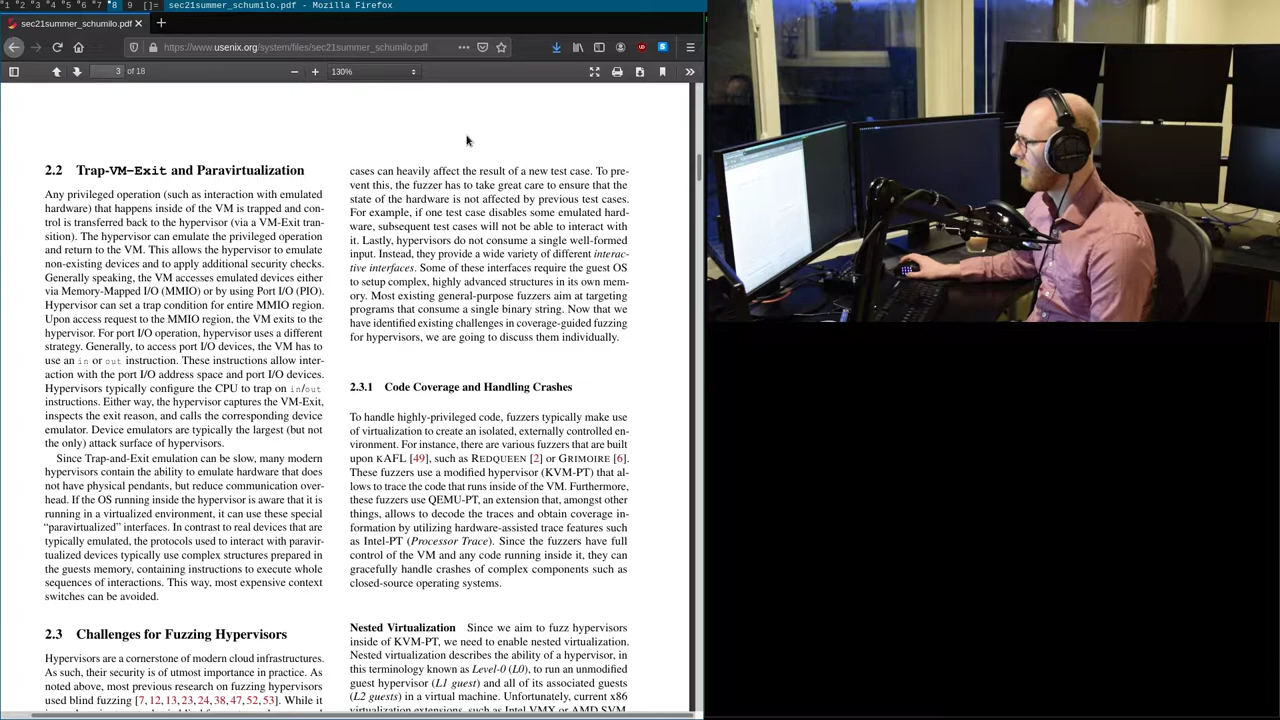 1 2 3 4 5 6 7 8 9 []= sec21summer_schumilo.pdf - Mozilla Firefox
sec21summer_schumilo.pdf
https://www.usenix.org/system/files/sec21summer_schumilo.pdf
3 of 18
130%
2.2 Trap-VM-Exit and Paravirtualization
Any privileged operation (such as interaction with emulated
hardware) that happens inside of the VM is trapped and con-
trol is transferred back to the hypervisor (via a VM-Exit tran-
sition). The hypervisor can emulate the privileged operation
and return to the VM. This allows the hypervisor to emulate
non-existing devices and to apply additional security checks.
Generally speaking, the VM accesses emulated devices either
via Memory-Mapped I/O (MMIO) or by using Port I/O (PIO).
Hypervisor can set a trap condition for entire MMIO region.
Upon access request to the MMIO region, the VM exits to the
hypervisor. For port I/O operation, hypervisor uses a different
strategy. Generally, to access port I/O devices, the VM has to
use an in or out instruction. These instructions allow inter-
action with the port I/O address space and port I/O devices.
Hypervisors typically configure the CPU to trap on in/out
instructions. Either way, the hypervisor captures the VM-Exit,
inspects the exit reason, and calls the corresponding device
emulator. Device emulators are typically the largest (but not
the only) attack surface of hypervisors.
Since Trap-and-Exit emulation can be slow, many modern
hypervisors contain the ability to emulate hardware that does
not have physical pendants, but reduce communication over-
head. If the OS running inside the hypervisor is aware that it is
running in a virtualized environment, it can use these special
“paravirtualized” interfaces. In contrast to real devices that are
typically emulated, the protocols used to interact with paravir-
tualized devices typically use complex structures prepared in
the guests memory, containing instructions to execute whole
sequences of interactions. This way, most expensive context
switches can be avoided.
2.3 Challenges for Fuzzing Hypervisors
Hypervisors are a cornerstone of modern cloud infrastructures.
As such, their security is of utmost importance in practice. As
noted above, most previous research on fuzzing hypervisors
used blind fuzzing [7, 12, 13, 23, 24, 38, 47, 52, 53]. While it
cases can heavily affect the result of a new test case. To pre-
vent this, the fuzzer has to take great care to ensure that the
state of the hardware is not affected by previous test cases.
For example, if one test case disables some emulated hard-
ware, subsequent test cases will not be able to interact with
it. Lastly, hypervisors do not consume a single well-formed
input. Instead, they provide a wide variety of different interac-
tive interfaces. Some of these interfaces require the guest OS
to setup complex, highly advanced structures in its own mem-
ory. Most existing general-purpose fuzzers aim at targeting
programs that consume a single binary string. Now that we
have identified existing challenges in coverage-guided fuzzing
for hypervisors, we are going to discuss them individually.
2.3.1 Code Coverage and Handling Crashes
To handle highly-privileged code, fuzzers typically make use
of virtualization to create an isolated, externally controlled en-
vironment. For instance, there are various fuzzers that are built
upon KAFL [49], such as REDQUEEN [2] or GRIMOIRE [6].
These fuzzers use a modified hypervisor (KVM-PT) that al-
lows to trace the code that runs inside of the VM. Furthermore,
these fuzzers use QEMU-PT, an extension that, amongst other
things, allows to decode the traces and obtain coverage in-
formation by utilizing hardware-assisted trace features such
as Intel-PT (Processor Trace). Since the fuzzers have full
control of the VM and any code running inside it, they can
gracefully handle crashes of complex components such as
closed-source operating systems.
Nested Virtualization Since we aim to fuzz hypervisors
inside of KVM-PT, we need to enable nested virtualization.
Nested virtualization describes the ability of a hypervisor, in
this terminology known as Level-0 (L0), to run an unmodified
guest hypervisor (L1 guest) and all of its associated guests
(L2 guests) in a virtual machine. Unfortunately, current x86
virtualization extensions, such as Intel VMX or AMD SVM,